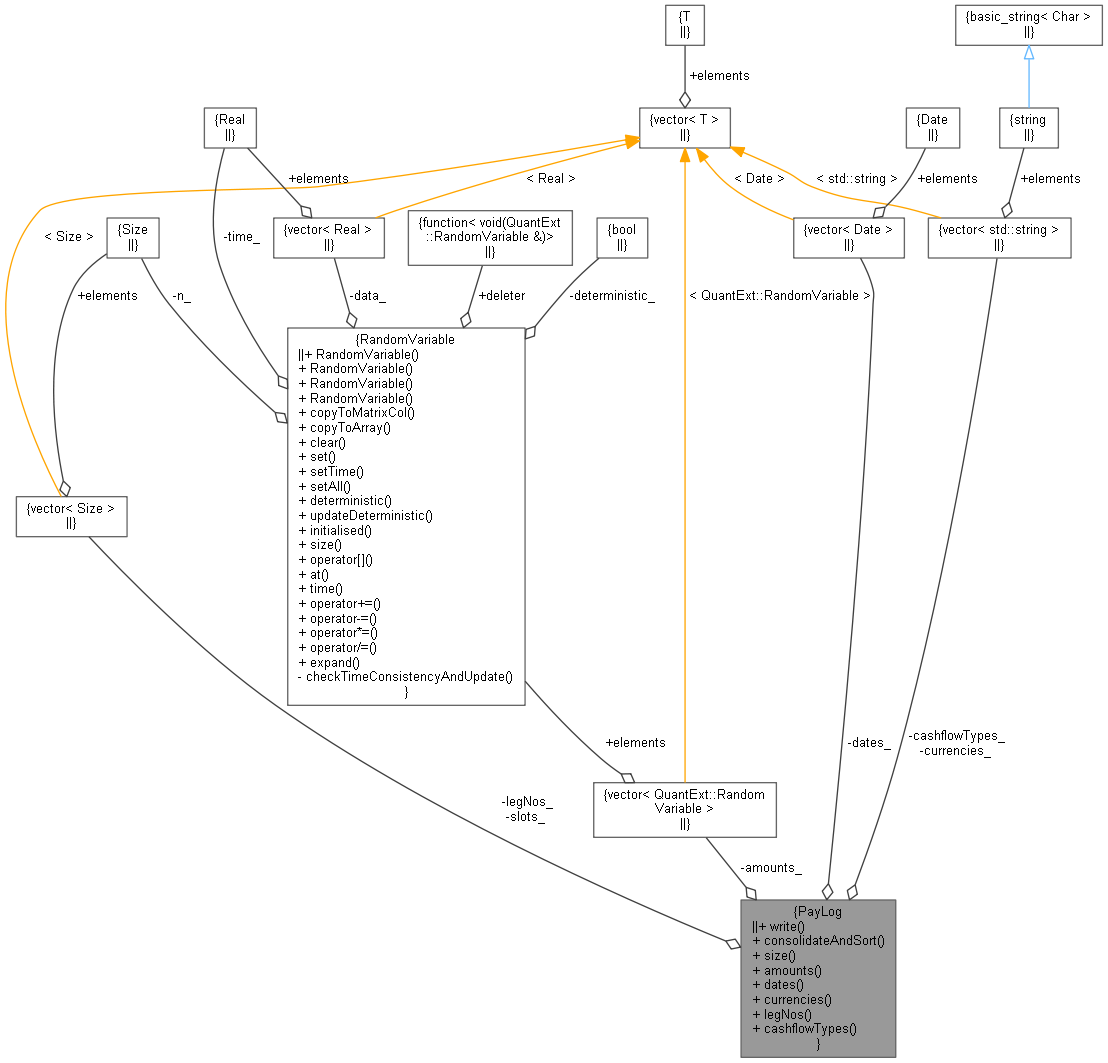 {T
||}
{basic_string< Char >
||}
+elements
{Real
||}
{vector< T >
||}
{Date
||}
{string
||}
+elements
< Real >
< Date >
< std::string >
+elements
+elements
< Size >
{Size
||}
-time_
{vector< Real >
||}
{function< void(QuantExt
::RandomVariable &)>
||}
{bool
||}
{vector< Date >
||}
{vector< std::string >
||}
+elements
-n_
-data_
+deleter
-deterministic_
< QuantExt::RandomVariable >
{RandomVariable
||+ RandomVariable()
+ RandomVariable()
+ RandomVariable()
+ RandomVariable()
+ copyToMatrixCol()
+ copyToArray()
+ clear()
+ set()
+ setTime()
+ setAll()
+ deterministic()
+ updateDeterministic()
+ initialised()
+ size()
+ operator[]()
+ at()
+ time()
+ operator+=()
+ operator-=()
+ operator*=()
+ operator/=()
+ expand()
- checkTimeConsistencyAndUpdate()
}
{vector< Size >
||}
+elements
-dates_
-cashflowTypes_
-currencies_
{vector< QuantExt::Random
Variable >
||}
-legNos_
-slots_
-amounts_
{PayLog
||+ write()
+ consolidateAndSort()
+ size()
+ amounts()
+ dates()
+ currencies()
+ legNos()
+ cashflowTypes()
}